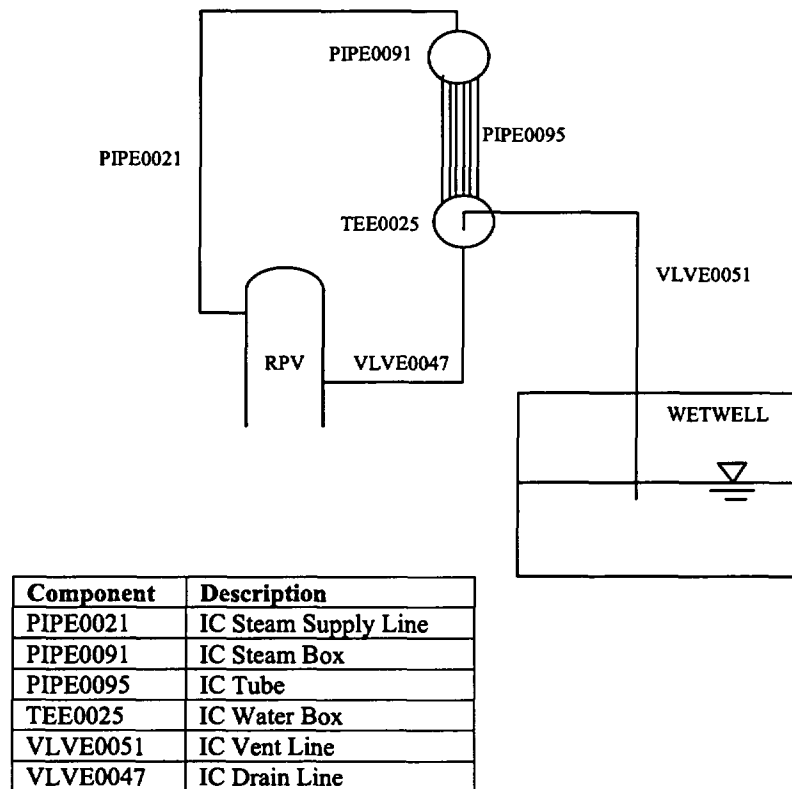 PIPE0091
PIPE0095
PIPE0021
TEE0025
VLVE0051
RPV
VLVE0047
WETWELL
Component Description
PIPE0021 IC Steam Supply Line
PIPE0091 IC Steam Box
PIPE0095 IC Tube
TEE0025 IC Water Box
VLVE0051 IC Vent Line
VLVE0047 IC Drain Line